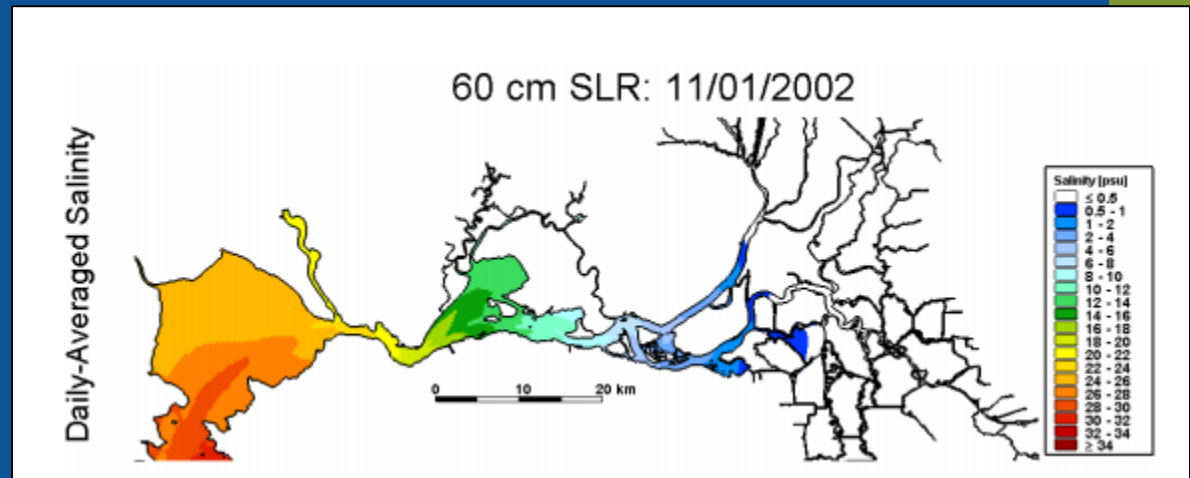 60 cm SLR: 11/01/2002
Daily-Averaged Salinity
0 10 20 km
Salinity [psu]
≤ 0.5
0.5 - 1
1 - 2
2 - 4
4 - 6
6 - 8
8 - 10
10 - 12
12 - 14
14 - 16
16 - 18
18 - 20
20 - 22
22 - 24
24 - 26
26 - 28
28 - 30
30 - 32
32 - 34
≥ 34